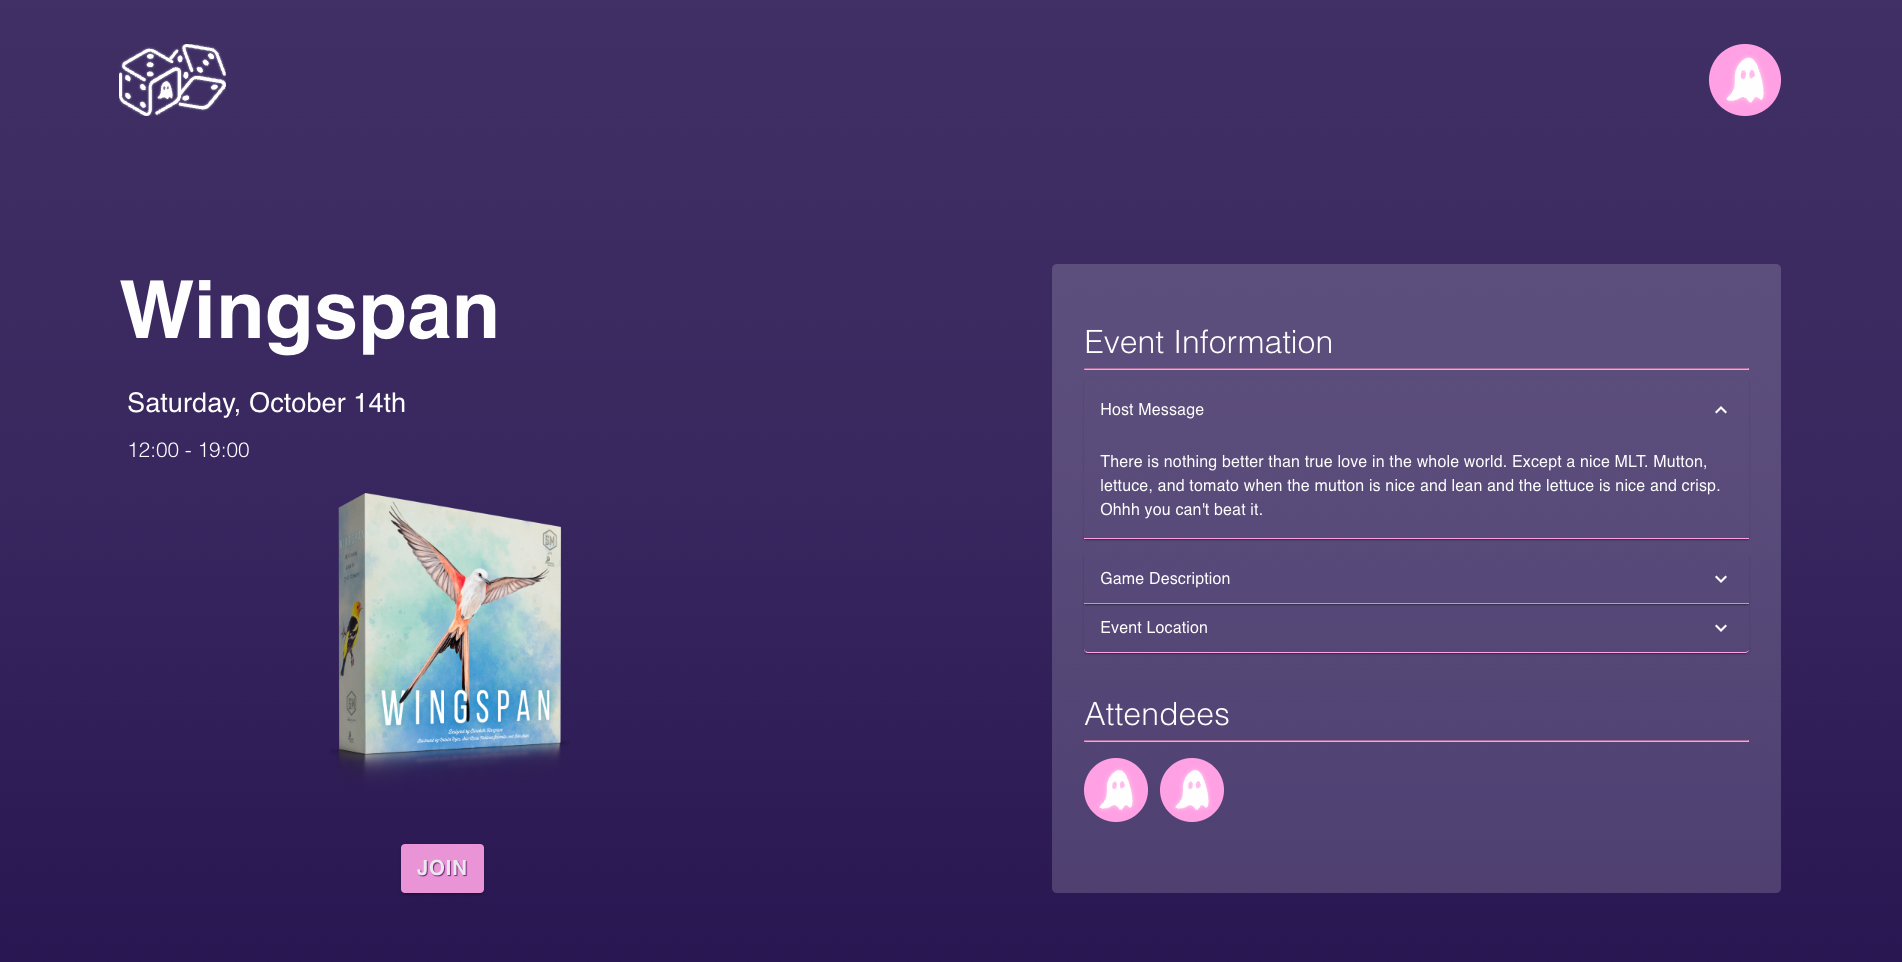 Wingspan
Saturday, October 14th
12:00 - 19:00
WINGSPAN
JOIN
Event Information
Host Message
There is nothing better than true love in the whole world. Except a nice MLT. Mutton,
lettuce, and tomato when the mutton is nice and lean and the lettuce is nice and crisp.
Ohhh you can't beat it.
Game Description
Event Location
Attendees